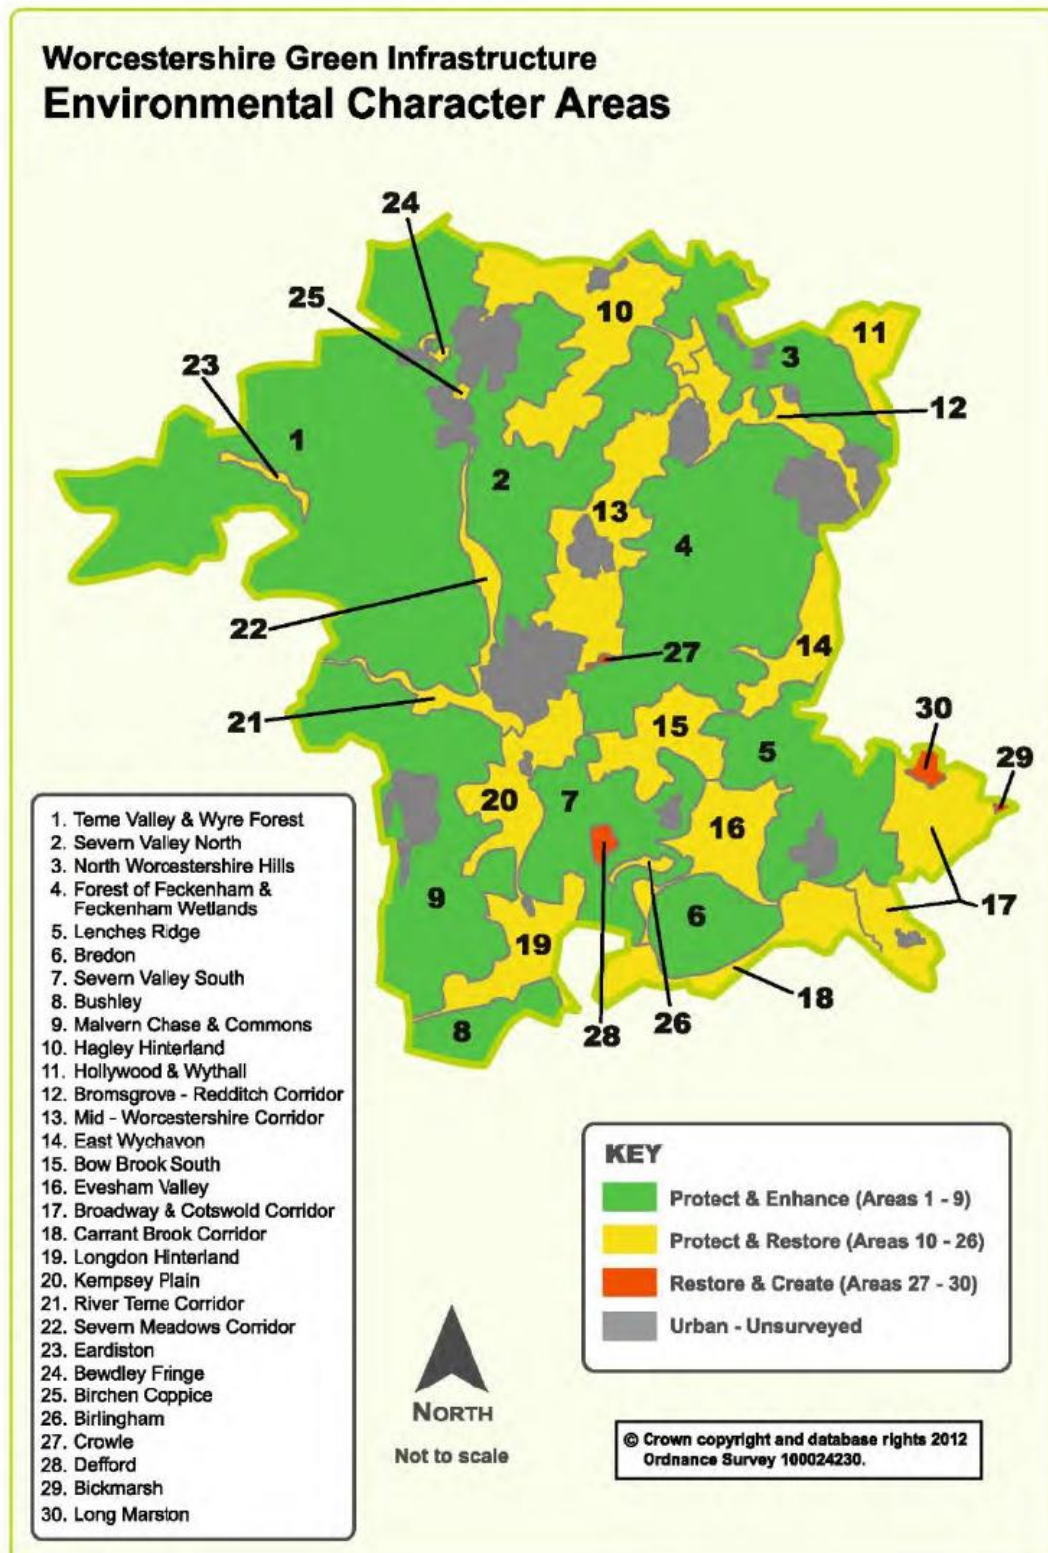 Worcestershire Green Infrastructure
Environmental Character Areas
24
25
10
11
3
23
12
1
2
13
4
22
27
14
21
15
30
5
29
20
7
16
9
6
17
19
18
8
28
26
1. Teme Valley & Wyre Forest
2. Severn Valley North
3. North Worcestershire Hills
4. Forest of Feckenham &
Feckenham Wetlands
5. Lenches Ridge
6. Bredon
7. Severn Valley South
8. Bushley
9. Malvern Chase & Commons
10. Hagley Hinterland
11. Hollywood & Wythall
12. Bromsgrove - Redditch Corridor
13. Mid - Worcestershire Corridor
14. East Wychavon
15. Bow Brook South
16. Evesham Valley
17. Broadway & Cotswold Corridor
18. Carrant Brook Corridor
19. Longdon Hinterland
20. Kempsey Plain
21. River Teme Corridor
22. Severn Meadows Corridor
23. Eardiston
24. Bewdley Fringe
25. Birchen Coppice
26. Birlingham
27. Crowle
28. Defford
29. Bickmarsh
30. Long Marston
KEY
Protect & Enhance (Areas 1 - 9)
Protect & Restore (Areas 10 - 26)
Restore & Create (Areas 27 - 30)
Urban - Unsurveyed
NORTH
Not to scale
© Crown copyright and database rights 2012
Ordnance Survey 100024230.